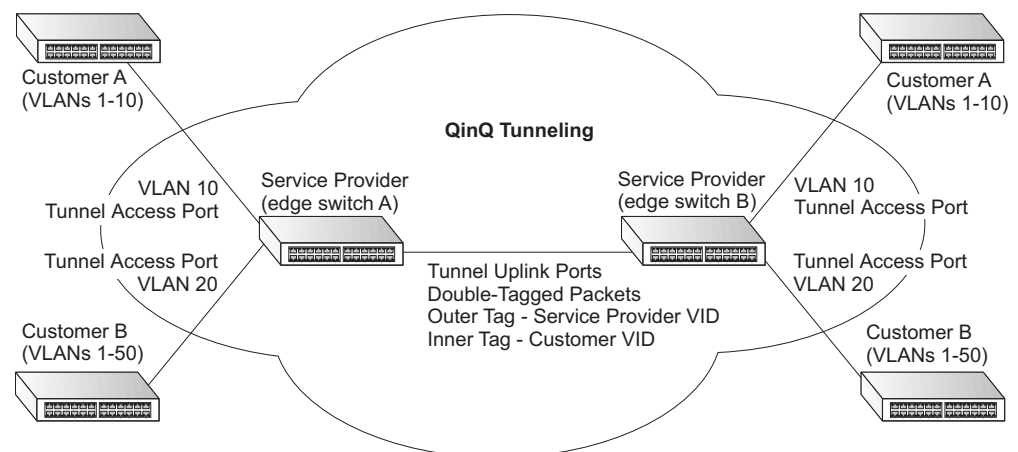 Customer A
(VLANs 1-10)
Customer A
(VLANs 1-10)
QinQ Tunneling
VLAN 10
Tunnel Access Port
Service Provider
(edge switch A)
Service Provider
(edge switch B)
VLAN 10
Tunnel Access Port
Tunnel Access Port
VLAN 20
Tunnel Uplink Ports
Double-Tagged Packets
Outer Tag - Service Provider VID
Inner Tag - Customer VID
Tunnel Access Port
VLAN 20
Customer B
(VLANs 1-50)
Customer B
(VLANs 1-50)